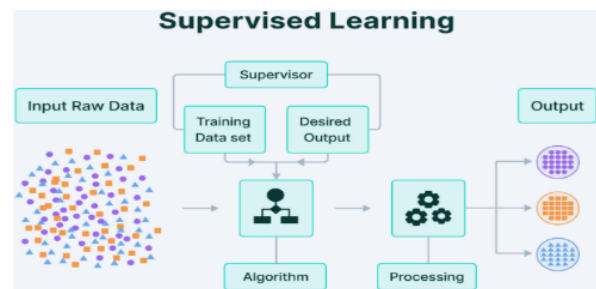 Supervised Learning
Supervisor
Input Raw Data
Training
Data set
Desired
Output
Output
Algorithm
Processing